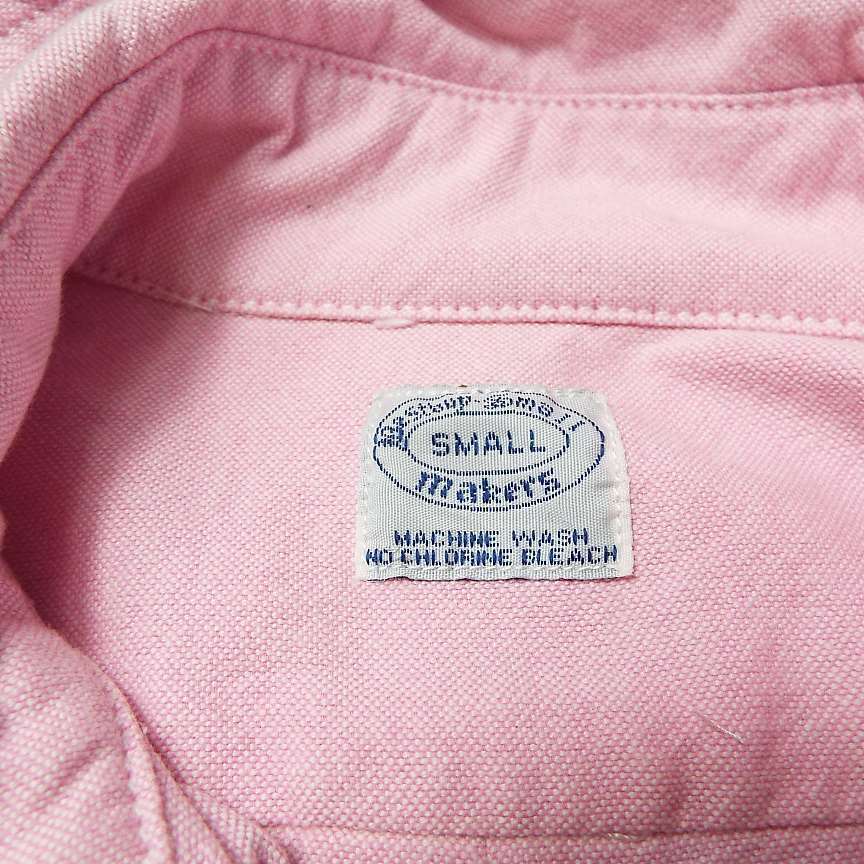 SMALL
makers
MACHINE WASH
NO CHLORINE BLEACH